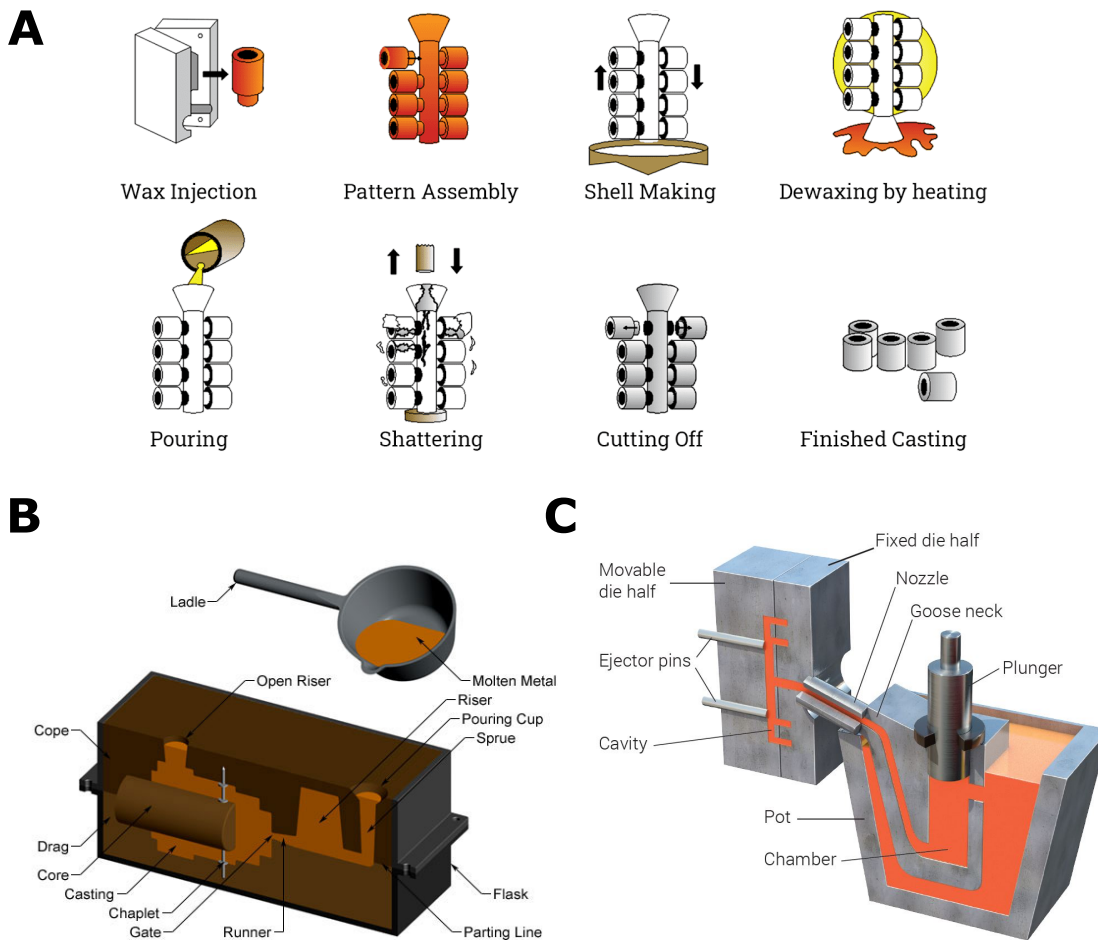 A
Wax Injection
Pattern Assembly
Shell Making
Dewaxing by heating
Pouring
Shattering
Cutting Off
Finished Casting
B
Ladle
Open Riser
Molten Metal
Riser
Pouring Cup
Sprue
Cope
Drag
Core
Casting
Chaplet
Gate
Runner
Parting Line
Flask
C
Fixed die half
Movable
die half
Nozzle
Goose neck
Ejector pins
Plunger
Cavity
Pot
Chamber